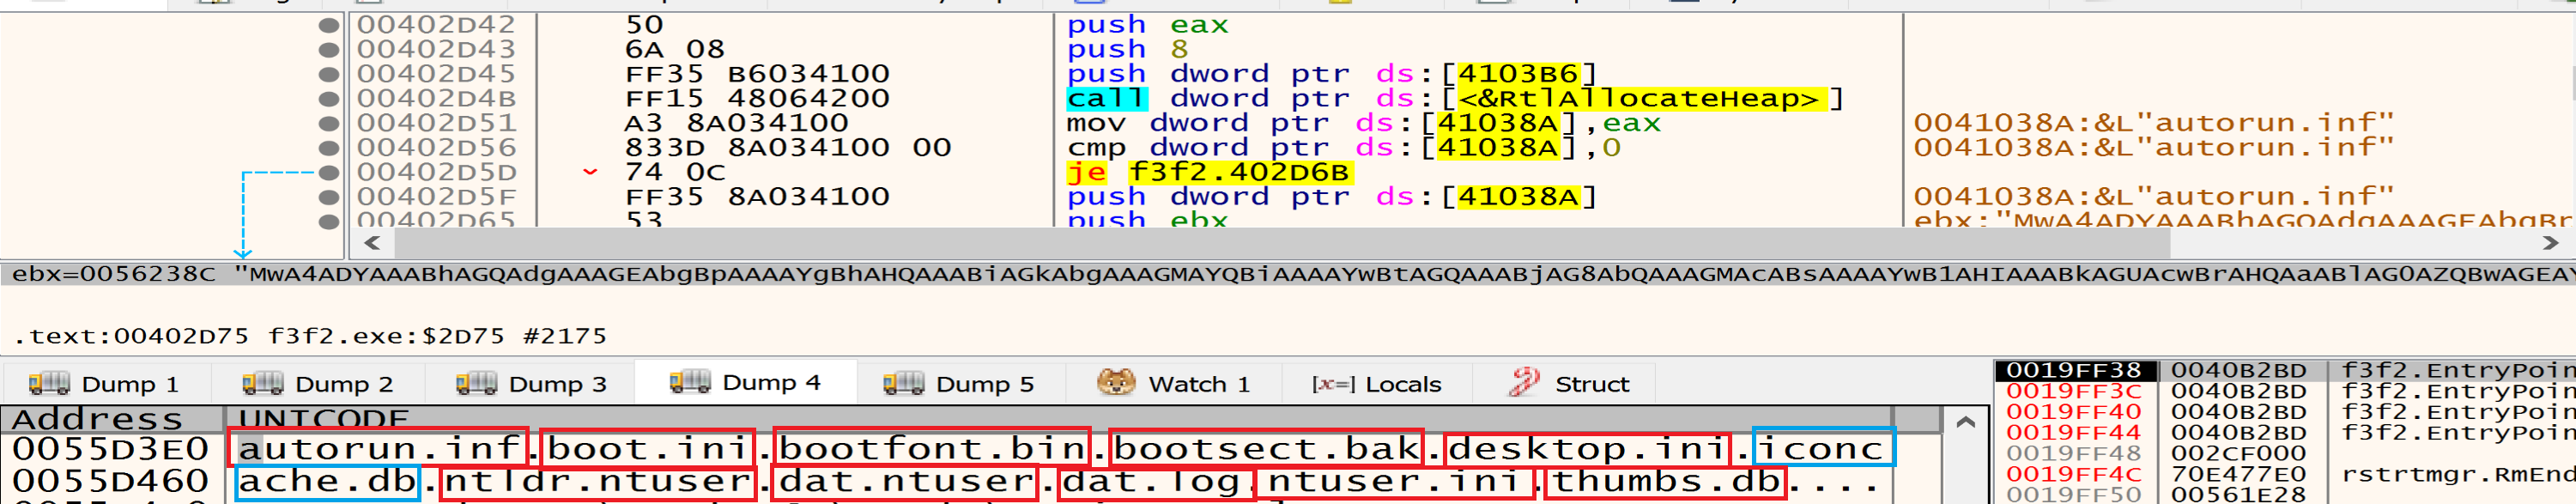 00402D42 50 push eax
00402D43 6A 08 push 8
00402D45 FF35 B6034100 push dword ptr ds:[4103B6]
00402D4B FF15 48064200 call dword ptr ds:[<&RtlAllocateHeap>]
00402D51 A3 8A034100 mov dword ptr ds:[41038A],eax 0041038A:&L"autorun.inf"
00402D56 833D 8A034100 00 cmp dword ptr ds:[41038A],0 0041038A:&L"autorun.inf"
00402D5D 74 0C je f3f2.402D6B
00402D5F FF35 8A034100 push dword ptr ds:[41038A] 0041038A:&L"autorun.inf"
00402D65 53 push ebx ebx:"MwA4ADYAAABhAGQAdgAAAGEAbgBr
ebx=0056238C "MwA4ADYAAABhAGQAdgAAAGEAbgBpAAAAYgBhAHQAAABiAGkAbgAAAGMAYQBiAAAAYwBtAGQAAABjAG8AbQAAAGMAcABsAAAAYwB1AHIAAABkAGUAcwBrAHQAaABlAG0AZQBwAGEAY
.text:00402D75 f3f2.exe:$2D75 #2175
Dump 1 Dump 2 Dump 3 Dump 4 Dump 5 Watch 1 [x=] Locals Struct
Address UNICODE
0055D3E0 autorun.inf.boot.ini.bootfont.bin.bootsect.bak.desktop.ini.iconc
0055D460 ache.db.ntldr.ntuser.dat.ntuser.dat.log.ntuser.ini.thumbs.db....
0019FF38 0040B2BD f3f2.EntryPoin
0019FF3C 0040B2BD f3f2.EntryPoin
0019FF40 0040B2BD f3f2.EntryPoin
0019FF44 0040B2BD f3f2.EntryPoin
0019FF48 002CF000
0019FF4C 70E477E0 rstrtmgr.RmEnd
0019FF50 00561E28